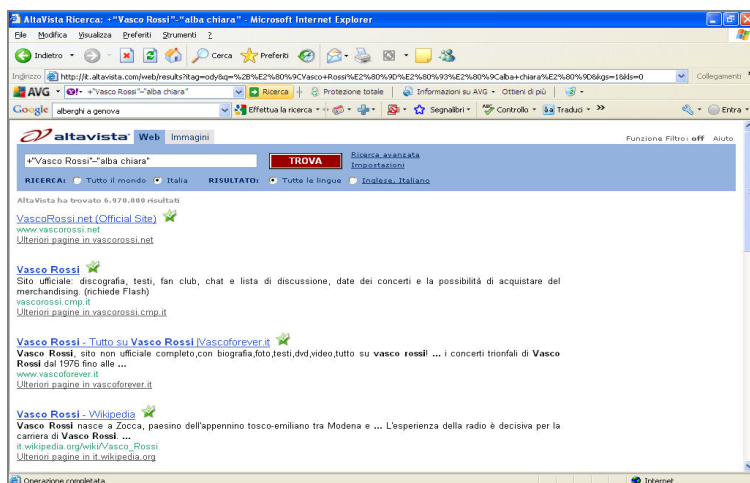 AltaVista Ricerca: +"Vasco Rossi"-"alba chiara" - Microsoft Internet Explorer
File Modifica Visualizza Preferiti Strumenti ?
Indietro Cerca Preferiti
Indirizzo http://it.altavista.com/web/results?itag=ody&q=%2B%E2%80%9CVasco+Rossi%E2%80%9D%E2%80%93%E2%80%9Calba+chiara%E2%80%9D&kgs=1&kls=0 Collegamenti »
AVG +"Vasco Rossi"-"alba chiara" Ricerca Protezione totale Informazioni su AVG Ottieni di più
Google alberghi a genova Effettua la ricerca Segnalibri Controllo Traduci » Entra
altavista Web Immagini Funzione Filtro: off Aiuto
+"Vasco Rossi"–"alba chiara" TROVA Ricerca avanzata
Impostazioni
RICERCA: Tutto il mondo Italia RISULTATO: Tutte le lingue Inglese, Italiano
AltaVista ha trovato 6.970.000 risultati
VascoRossi.net (Official Site)
www.vascorossi.net
Ulteriori pagine in vascorossi.net
Vasco Rossi
Sito ufficiale: discografia, testi, fan club, chat e lista di discussione, date dei concerti e la possibilità di acquistare del
merchandising. (richiede Flash)
vascorossi.cmp.it
Ulteriori pagine in vascorossi.cmp.it
Vasco Rossi - Tutto su Vasco Rossi |Vascoforever.it
Vasco Rossi, sito non ufficiale completo,con biografia,foto,testi,dvd,video,tutto su vasco rossi! ... i concerti trionfali di Vasco
Rossi dal 1976 fino alle ...
www.vascoforever.it
Ulteriori pagine in vascoforever.it
Vasco Rossi - Wikipedia
Vasco Rossi nasce a Zocca, paesino dell'appennino tosco-emiliano tra Modena e ... L'esperienza della radio è decisiva per la
carriera di Vasco Rossi. ...
it.wikipedia.org/wiki/Vasco_Rossi
Ulteriori pagine in it.wikipedia.org
Operazione completata Internet